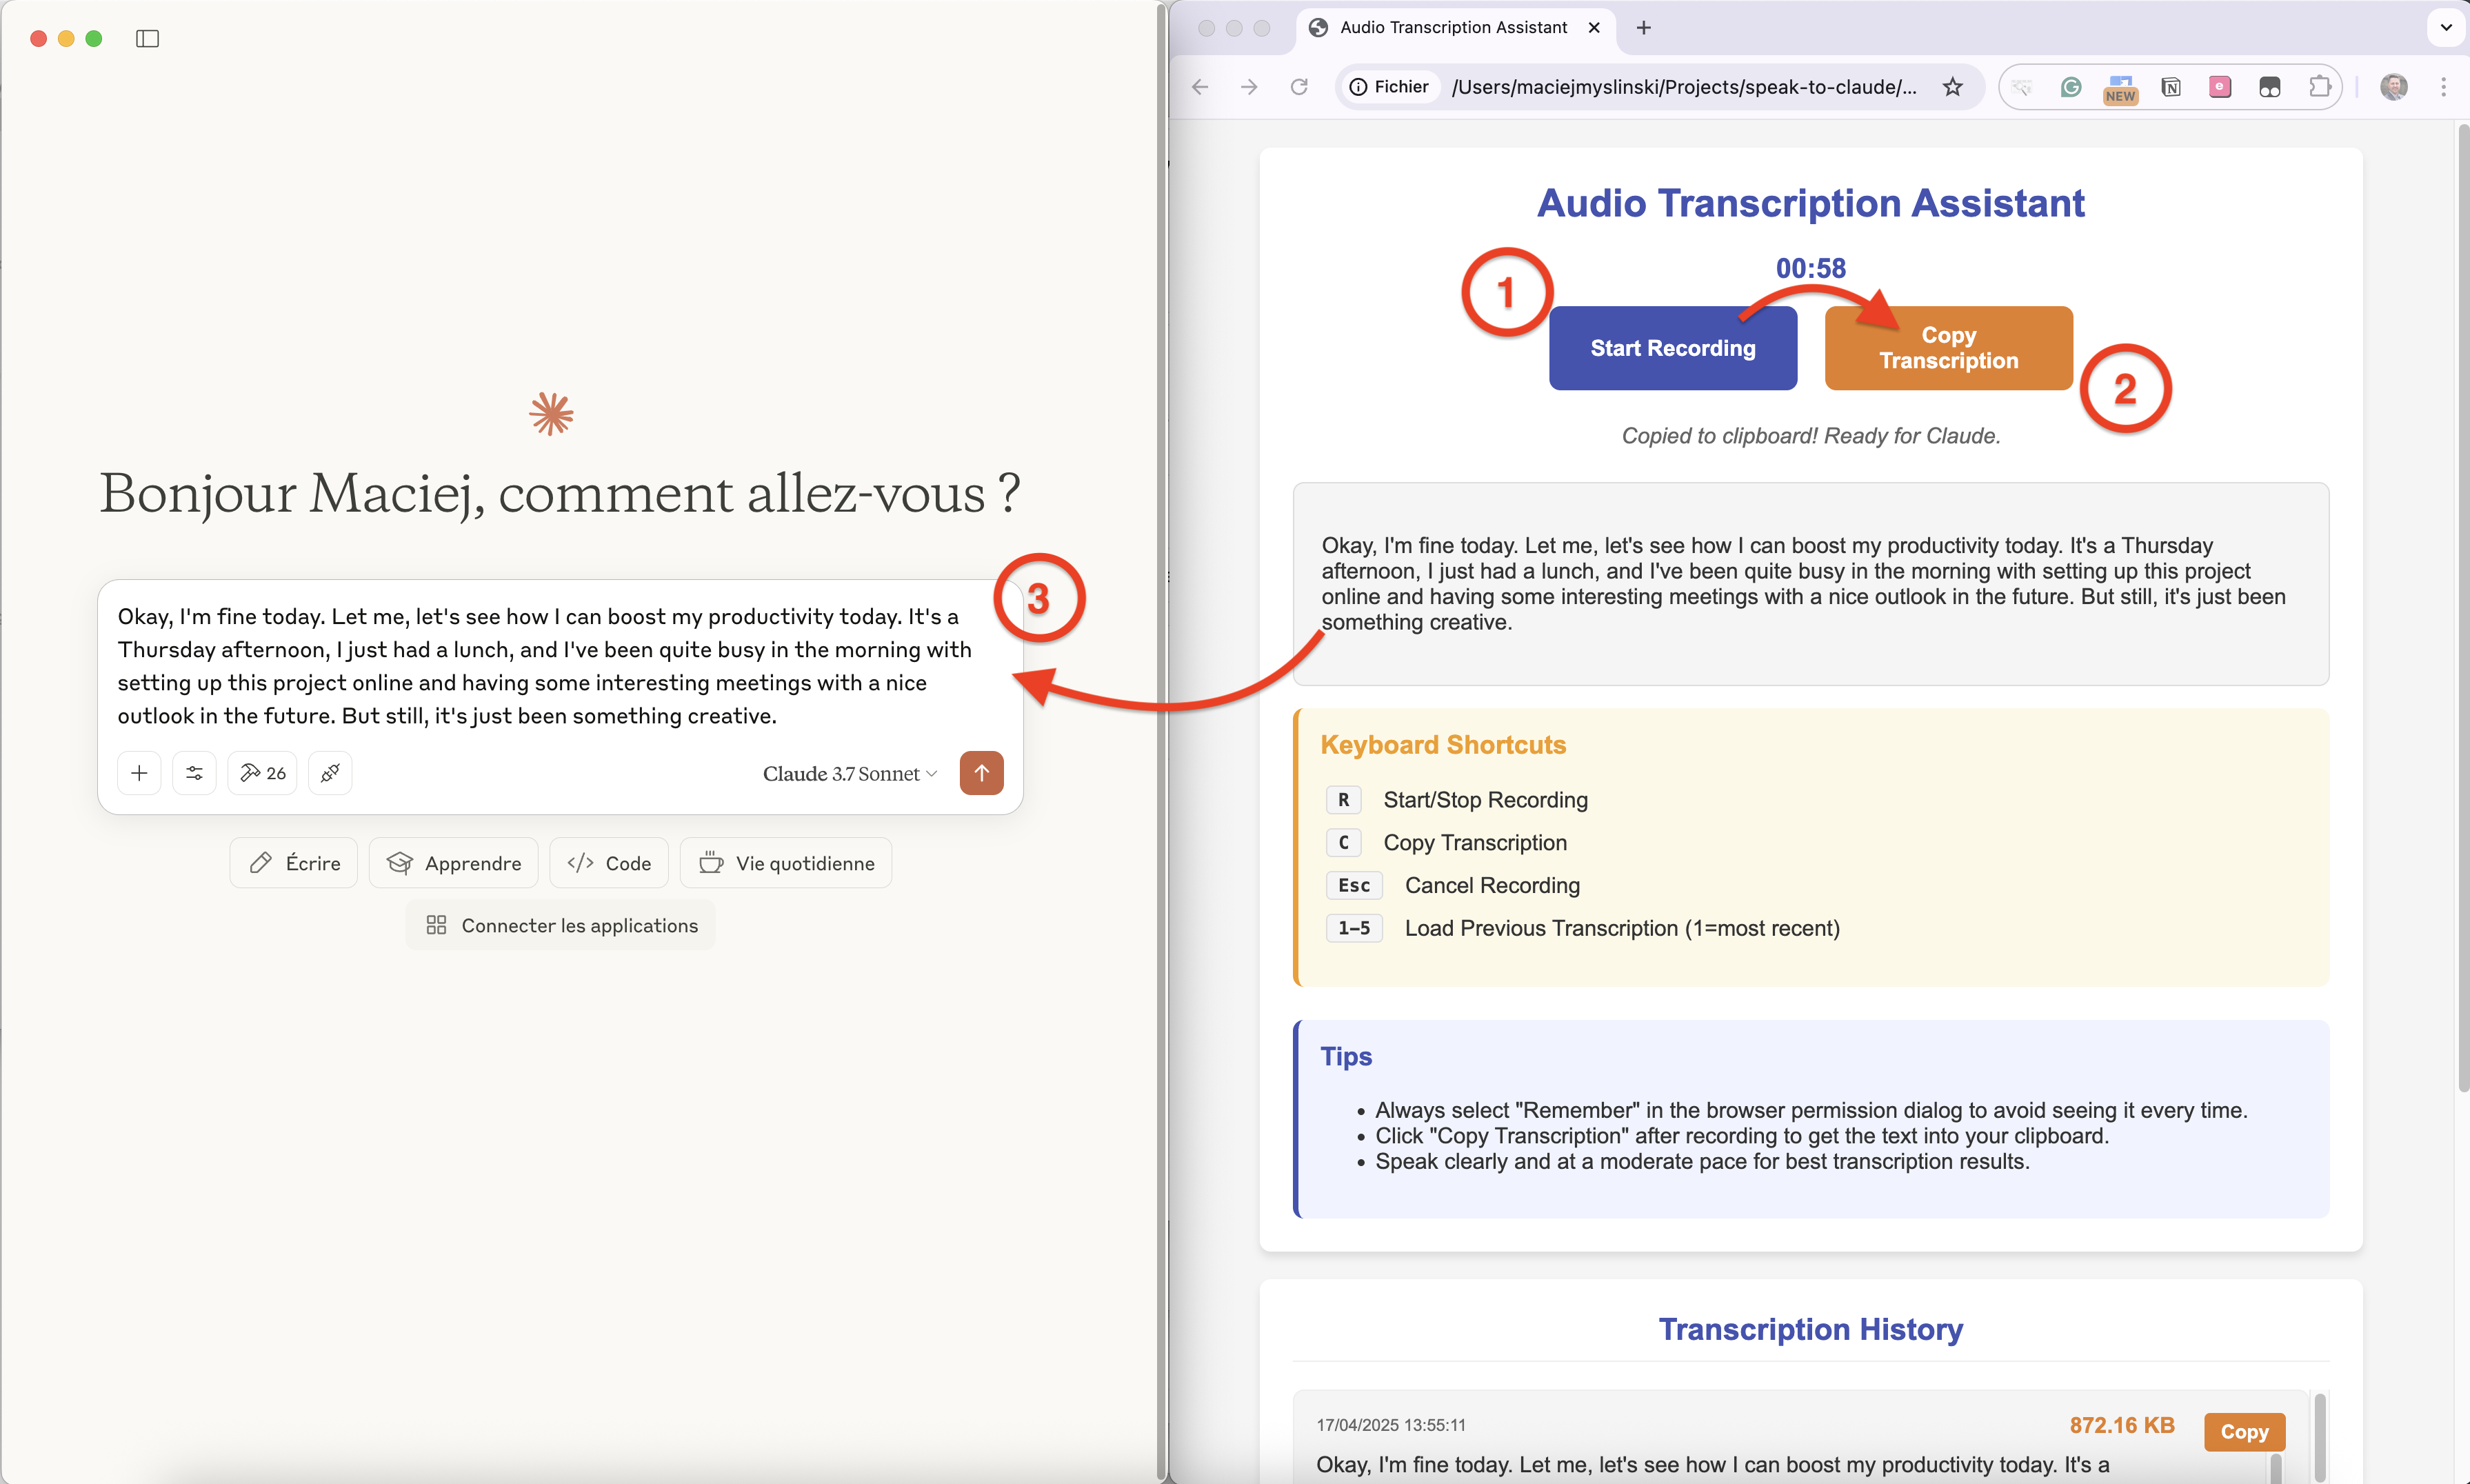 Bonjour Maciej, comment allez-vous ?
Okay, I'm fine today. Let me, let's see how I can boost my productivity today. It's a
Thursday afternoon, I just had a lunch, and I've been quite busy in the morning with
setting up this project online and having some interesting meetings with a nice
outlook in the future. But still, it's just been something creative.
3
26
Claude 3.7 Sonnet
Écrire
Apprendre
Code
Vie quotidienne
Connecter les applications
Audio Transcription Assistant
Fichier
/Users/maciejmyslinski/Projects/speak-to-claude/...
NEW
Audio Transcription Assistant
00:58
1
Start Recording
Copy
Transcription
2
Copied to clipboard! Ready for Claude.
Okay, I'm fine today. Let me, let's see how I can boost my productivity today. It's a Thursday
afternoon, I just had a lunch, and I've been quite busy in the morning with setting up this project
online and having some interesting meetings with a nice outlook in the future. But still, it's just been
something creative.
Keyboard Shortcuts
R Start/Stop Recording
C Copy Transcription
Esc Cancel Recording
1–5 Load Previous Transcription (1=most recent)
Tips
• Always select "Remember" in the browser permission dialog to avoid seeing it every time.
• Click "Copy Transcription" after recording to get the text into your clipboard.
• Speak clearly and at a moderate pace for best transcription results.
Transcription History
17/04/2025 13:55:11
872.16 KB
Copy
Okay, I'm fine today. Let me, let's see how I can boost my productivity today. It's a